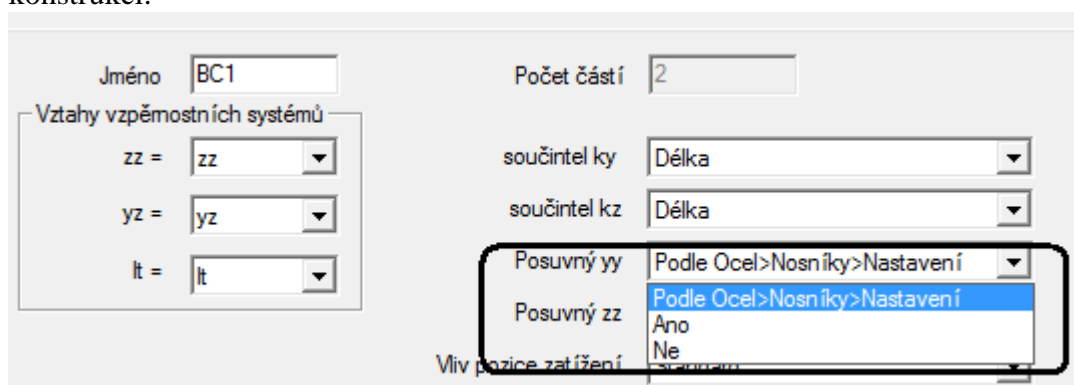 Jméno BC1 Počet částí 2
Vztahy vzpěrnostních systémů
zz = zz součintel ky Délka
yz = yz součintel kz Délka
lt = lt Posuvný yy Podle Ocel>Nosníky>Nastavení
Posuvný zz Podle Ocel>Nosníky>Nastavení
Ano
Ne
Vliv pozice zatížení